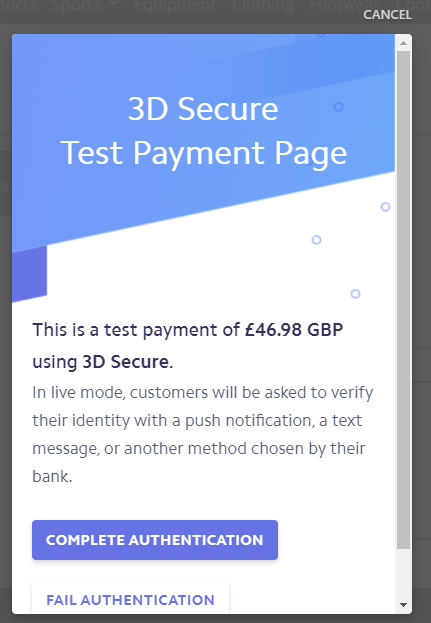 ducts Sports Equipment Clothing Footwear
CANCEL
3D Secure
Test Payment Page
This is a test payment of £46.98 GBP
using 3D Secure.
In live mode, customers will be asked to verify
their identity with a push notification, a text
message, or another method chosen by their
bank.
COMPLETE AUTHENTICATION
FAIL AUTHENTICATION